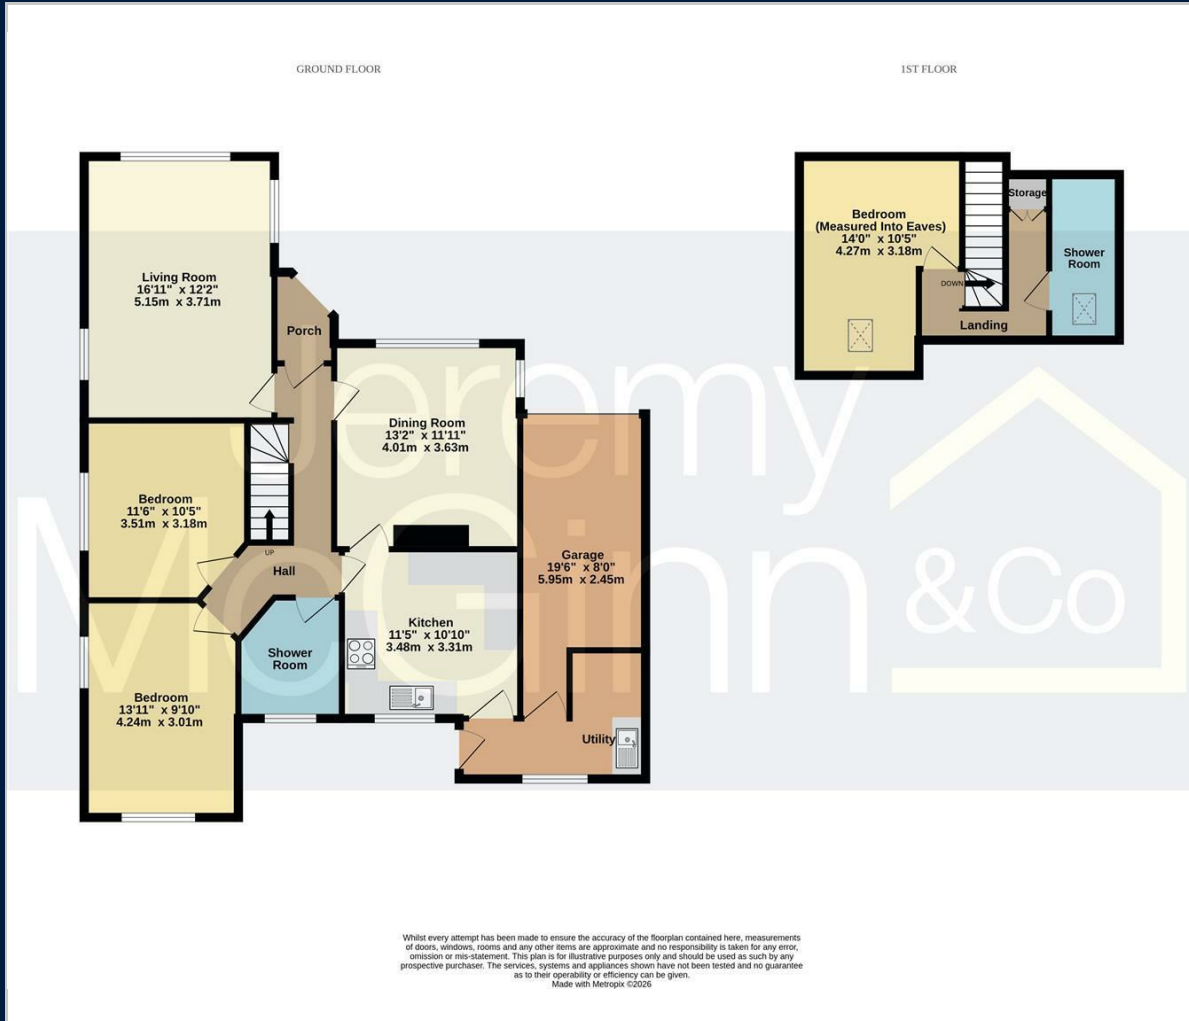 GROUND FLOOR
1ST FLOOR
Living Room
16'11" x 12'2"
5.15m x 3.71m
Porch
Dining Room
13'2" x 11'11"
4.01m x 3.63m
Bedroom
11'6" x 10'5"
3.51m x 3.18m
UP
Hall
Garage
19'6" x 8'0"
5.95m x 2.45m
Kitchen
11'5" x 10'10"
3.48m x 3.31m
Shower
Room
Bedroom
13'11" x 9'10"
4.24m x 3.01m
Utility
Bedroom
(Measured Into Eaves)
14'0" x 10'5"
4.27m x 3.18m
Storage
Shower
Room
DOWN
Landing
Jeremy
McGinn & Co
Whilst every attempt has been made to ensure the accuracy of the floorplan contained here, measurements
of doors, windows, rooms and any other items are approximate and no responsibility is taken for any error,
omission or mis-statement. This plan is for illustrative purposes only and should be used as such by any
prospective purchaser. The services, systems and appliances shown have not been tested and no guarantee
as to their operability or efficiency can be given.
Made with Metropix ©2026